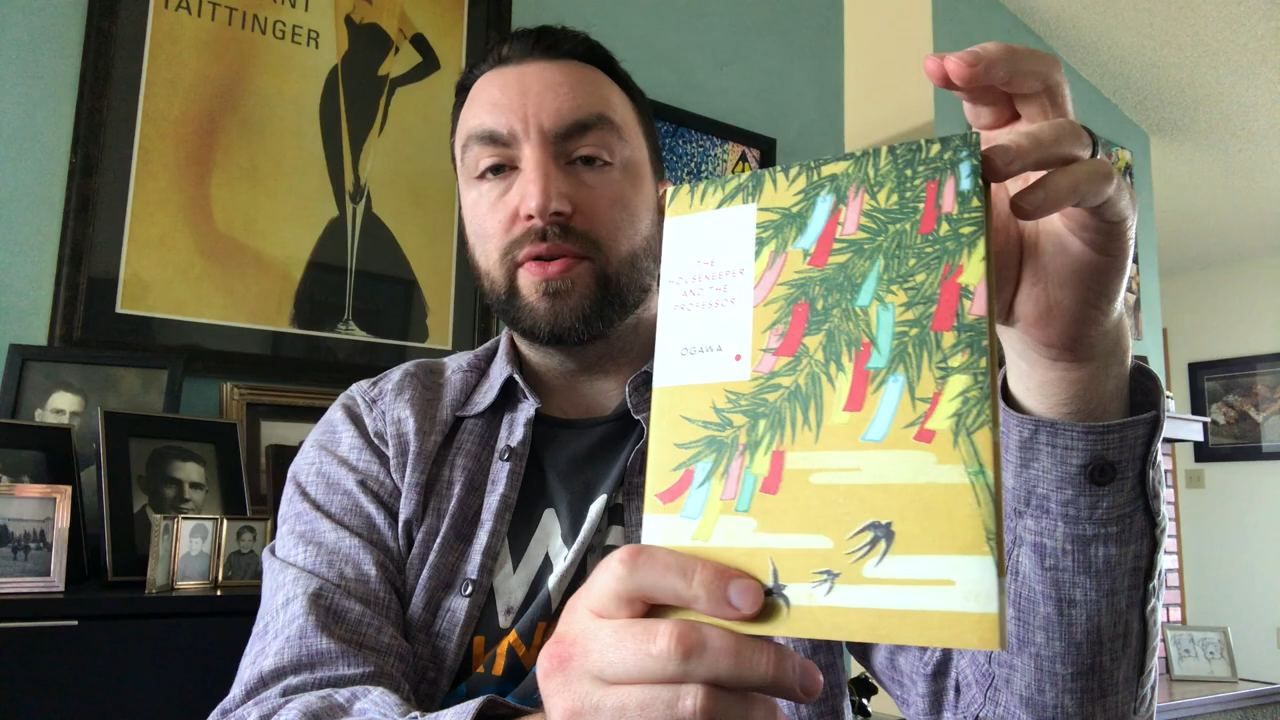 TAITTINGER
THE
HOUSEKEEPER
AND THE
PROFESSOR
OGAWA